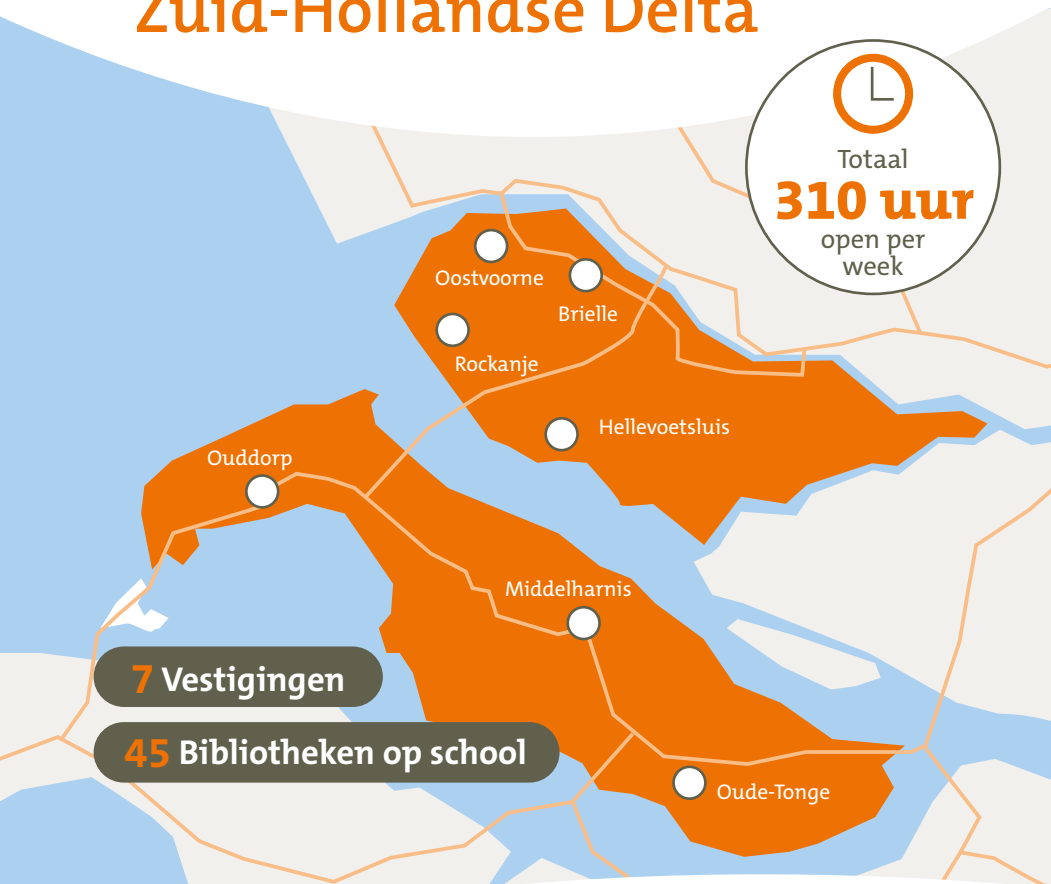 Zuid-Hollandse Delta
Totaal
310 uur
open per
week
Oostvoorne
Brielle
Rockanje
Hellevoetsluis
Ouddorp
Middelharnis
7 Vestigingen
45 Bibliotheken op school
Oude-Tonge